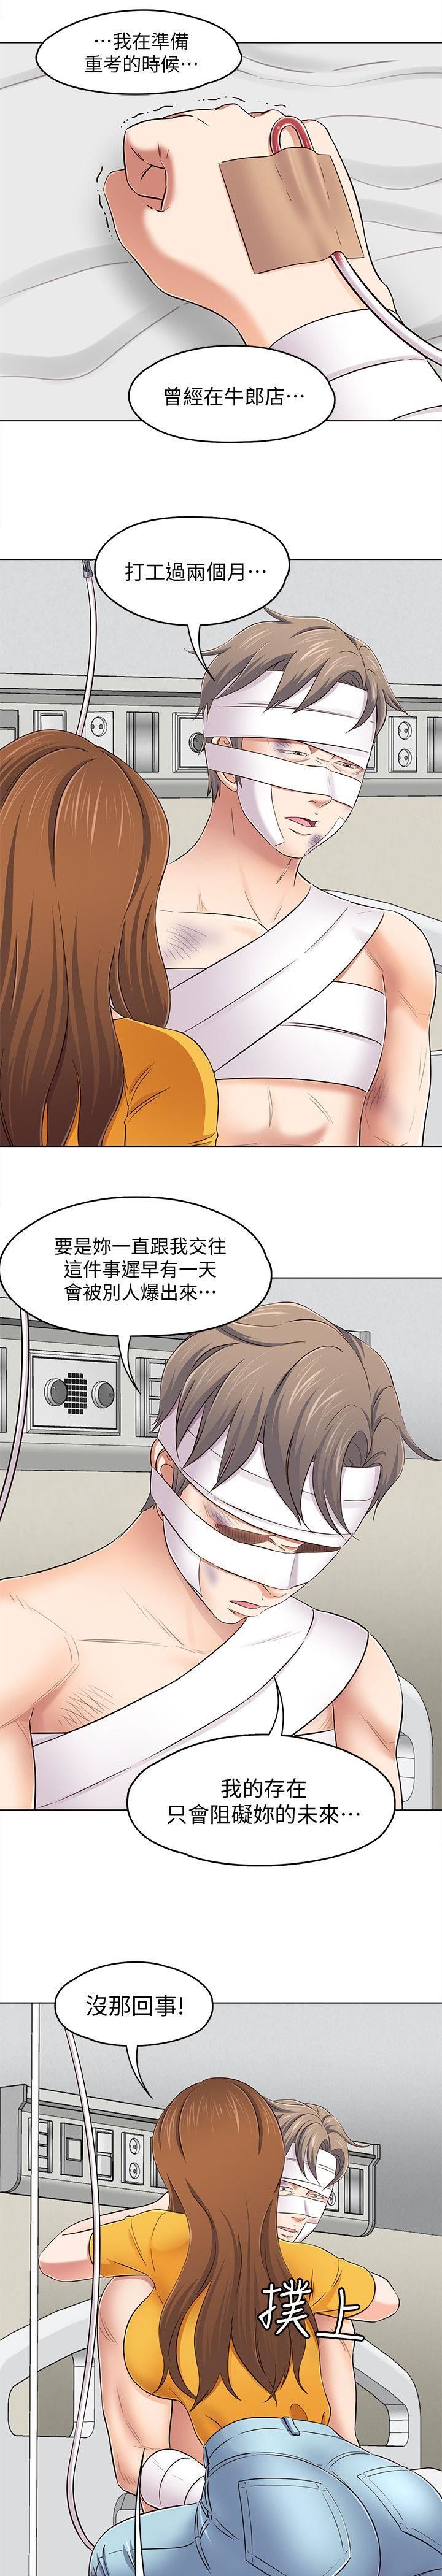 …我在準備
重考的時候…
曾經在牛郎店…
打工過兩個月…
要是妳一直跟我交往
這件事遲早有一天
會被別人爆出來…
我的存在
只會阻礙妳的未來…
沒那回事!
撲上